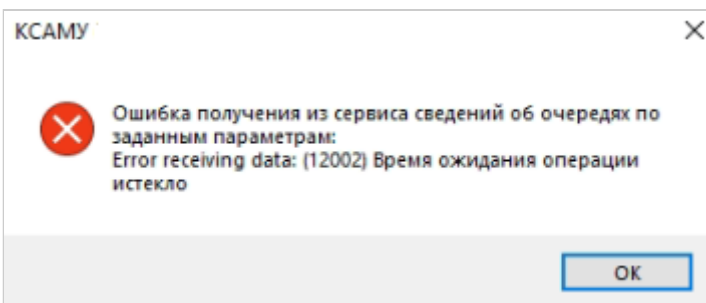 КСАМУ
Ошибка получения из сервиса сведений об очередях по
заданным параметрам:
Error receiving data: (12002) Время ожидания операции
истекло
ОК